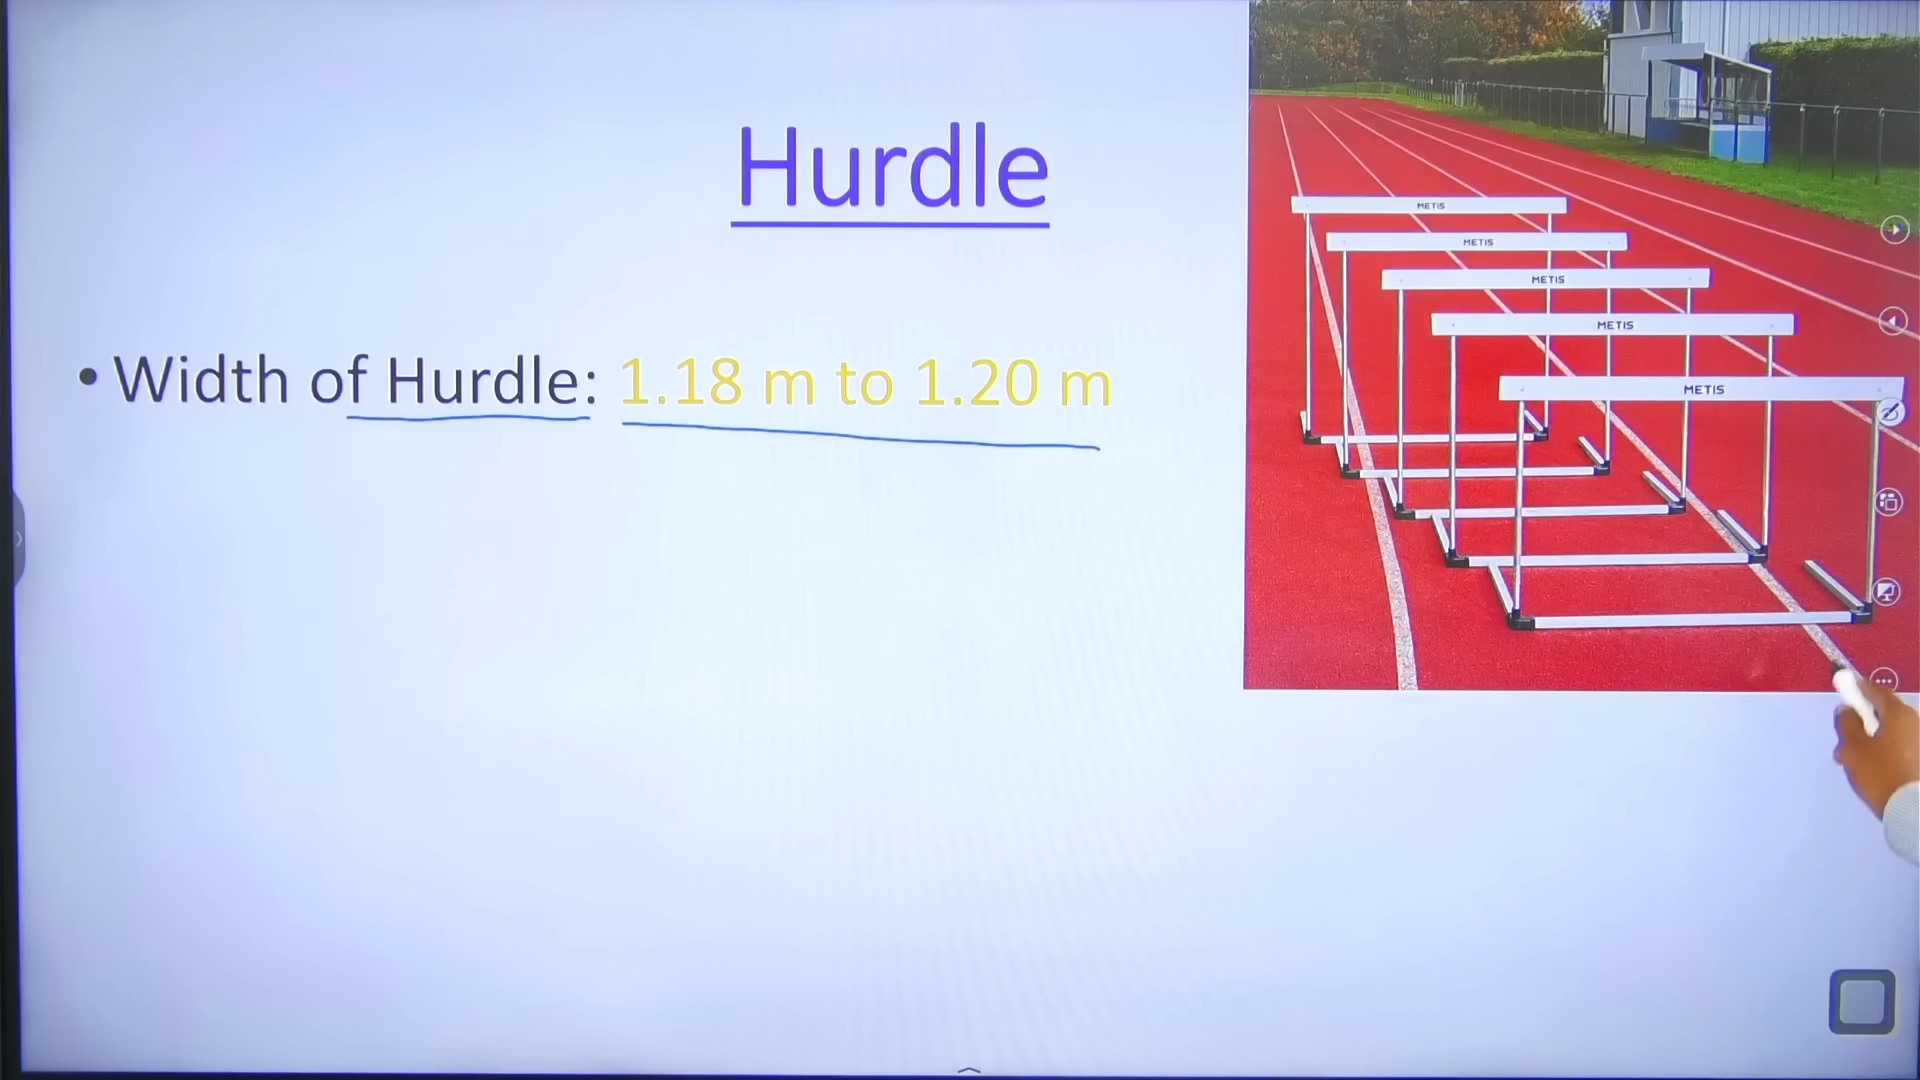 Hurdle
• Width of Hurdle: 1.18 m to 1.20 m
METIS
METIS
METIS
METIS
METIS